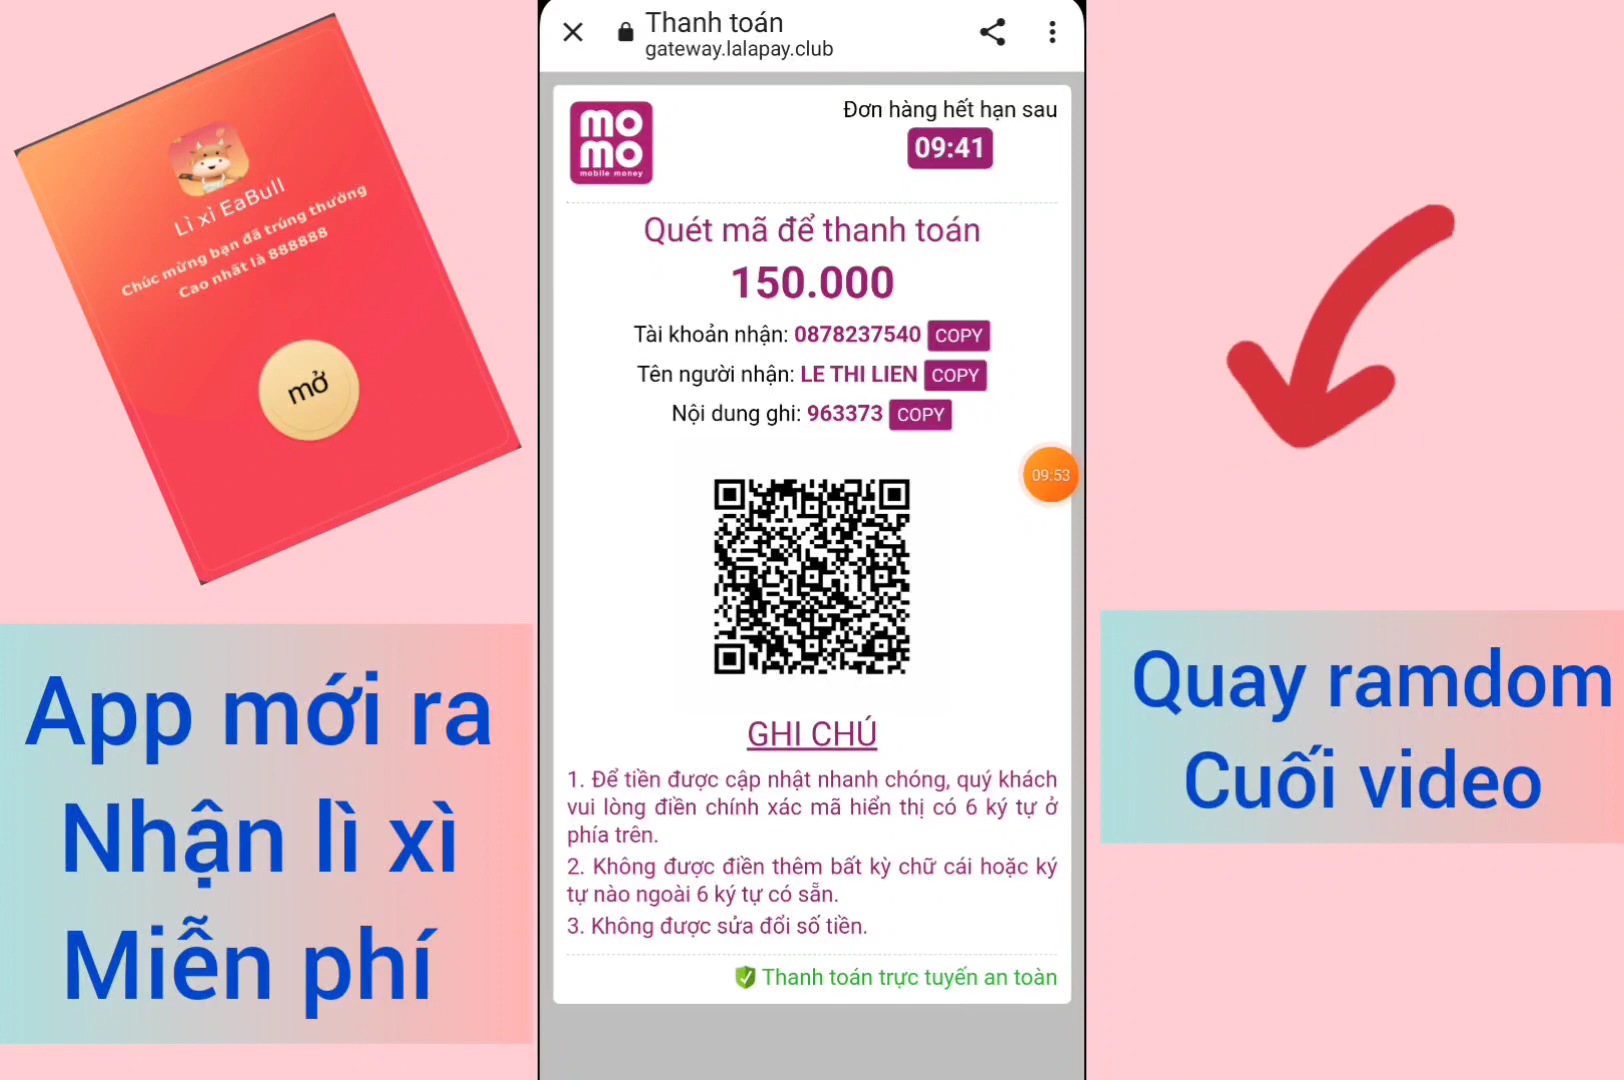 Lì xì EaBull
Chúc mừng bạn đã trúng thưởng
Cao nhất là 888888
mở
App mới ra
Nhận lì xì
Miễn phí
Thanh toán
gateway.lalapay.club
mo
mo
mobile money
Đơn hàng hết hạn sau
09:41
Quét mã để thanh toán
150.000
Tài khoản nhận: 0878237540 COPY
Tên người nhận: LE THI LIEN COPY
Nội dung ghi: 963373 COPY
09:53
GHI CHÚ
1. Để tiền được cập nhật nhanh chóng, quý khách
vui lòng điền chính xác mã hiển thị có 6 ký tự ở
phía trên.
2. Không được điền thêm bất kỳ chữ cái hoặc ký
tự nào ngoài 6 ký tự có sẵn.
3. Không được sửa đổi số tiền.
Thanh toán trực tuyến an toàn
Quay ramdom
Cuối video